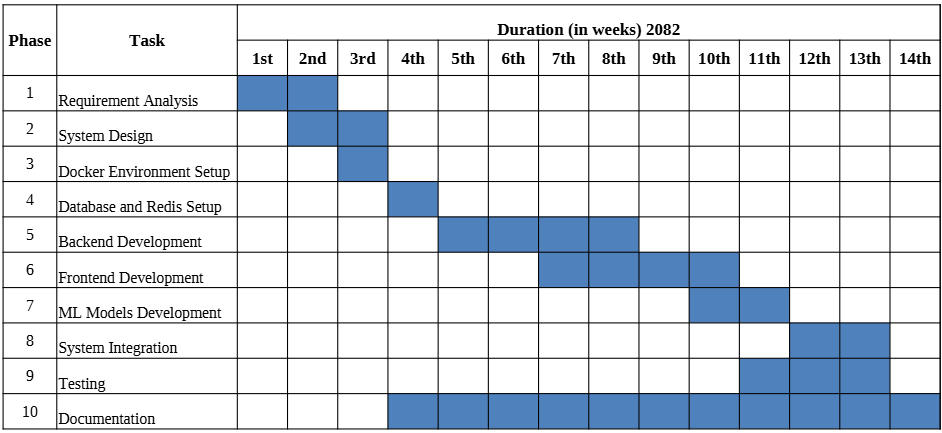 Phase Task Duration (in weeks) 2082
1st 2nd 3rd 4th 5th 6th 7th 8th 9th 10th 11th 12th 13th 14th
1 Requirement Analysis
2 System Design
3 Docker Environment Setup
4 Database and Redis Setup
5 Backend Development
6 Frontend Development
7 ML Models Development
8 System Integration
9 Testing
10 Documentation